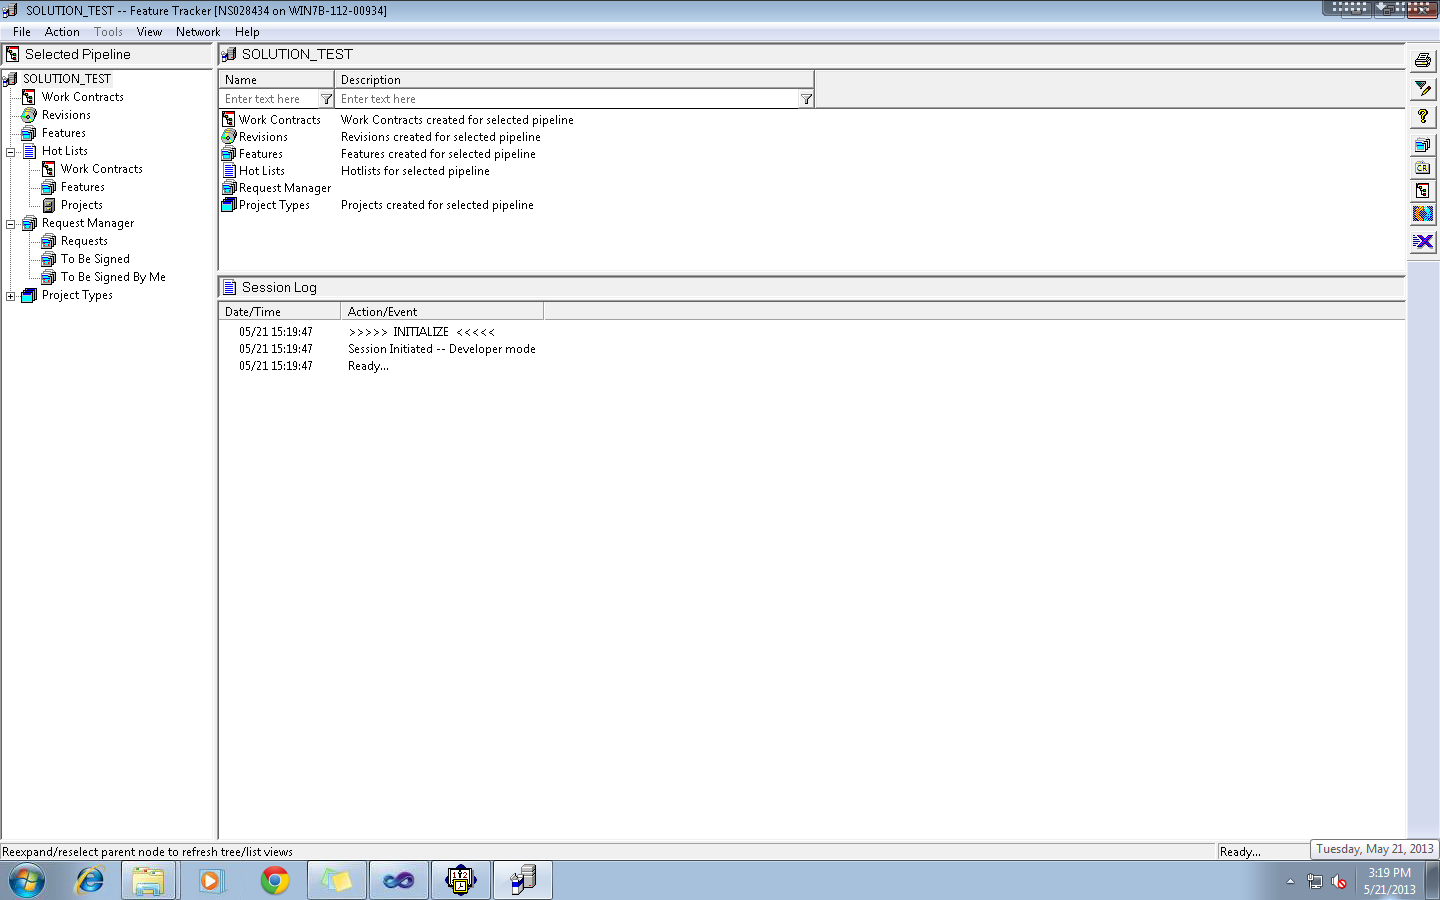 SOLUTION_TEST -- Feature Tracker [NS028434 on WIN7B-112-00934]
File Action Tools View Network Help
Selected Pipeline
SOLUTION_TEST
Work Contracts
Revisions
Features
Hot Lists
Work Contracts
Features
Projects
Request Manager
Requests
To Be Signed
To Be Signed By Me
Project Types
SOLUTION_TEST
Name Description
Enter text here Enter text here
Work Contracts Work Contracts created for selected pipeline
Revisions Revisions created for selected pipeline
Features Features created for selected pipeline
Hot Lists Hotlists for selected pipeline
Request Manager
Project Types Projects created for selected pipeline
CR
Session Log
Date/Time Action/Event
05/21 15:19:47 >>>>> INITIALIZE <<<<<
05/21 15:19:47 Session Initiated -- Developer mode
05/21 15:19:47 Ready...
Reexpand/reselect parent node to refresh tree/list views
Ready...
Tuesday, May 21, 2013
3:19 PM
5/21/2013